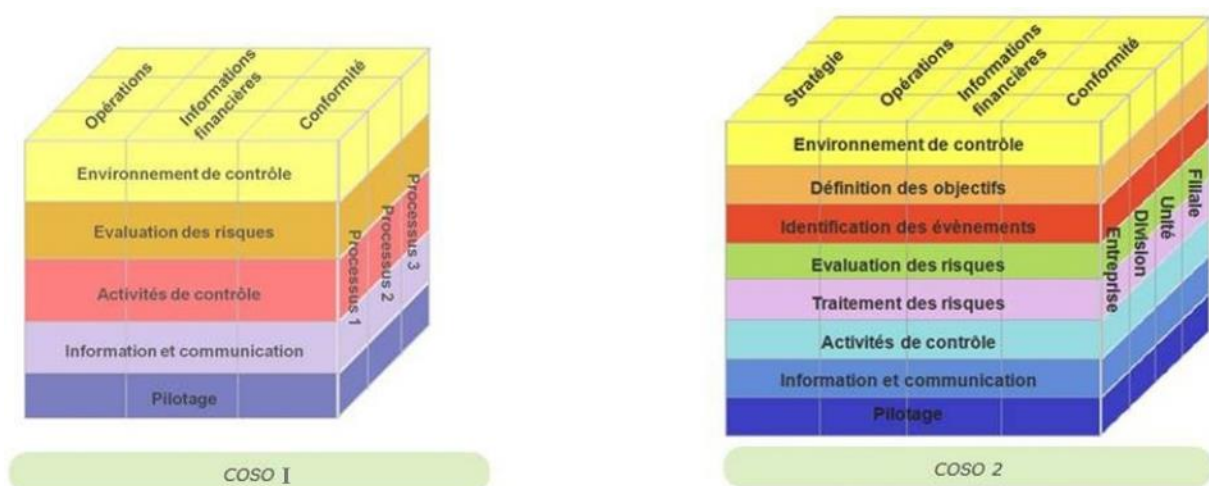 Opérations
Informations
financières
Conformité
Environnement de contrôle
Evaluation des risques
Activités de contrôle
Information et communication
Pilotage
Processus 1
Processus 2
Processus 3
COSO I
Stratégie
Opérations
Informations
financières
Conformité
Environnement de contrôle
Définition des objectifs
Identification des évènements
Evaluation des risques
Traitement des risques
Activités de contrôle
Information et communication
Pilotage
Entreprise
Division
Unité
Filiale
COSO 2